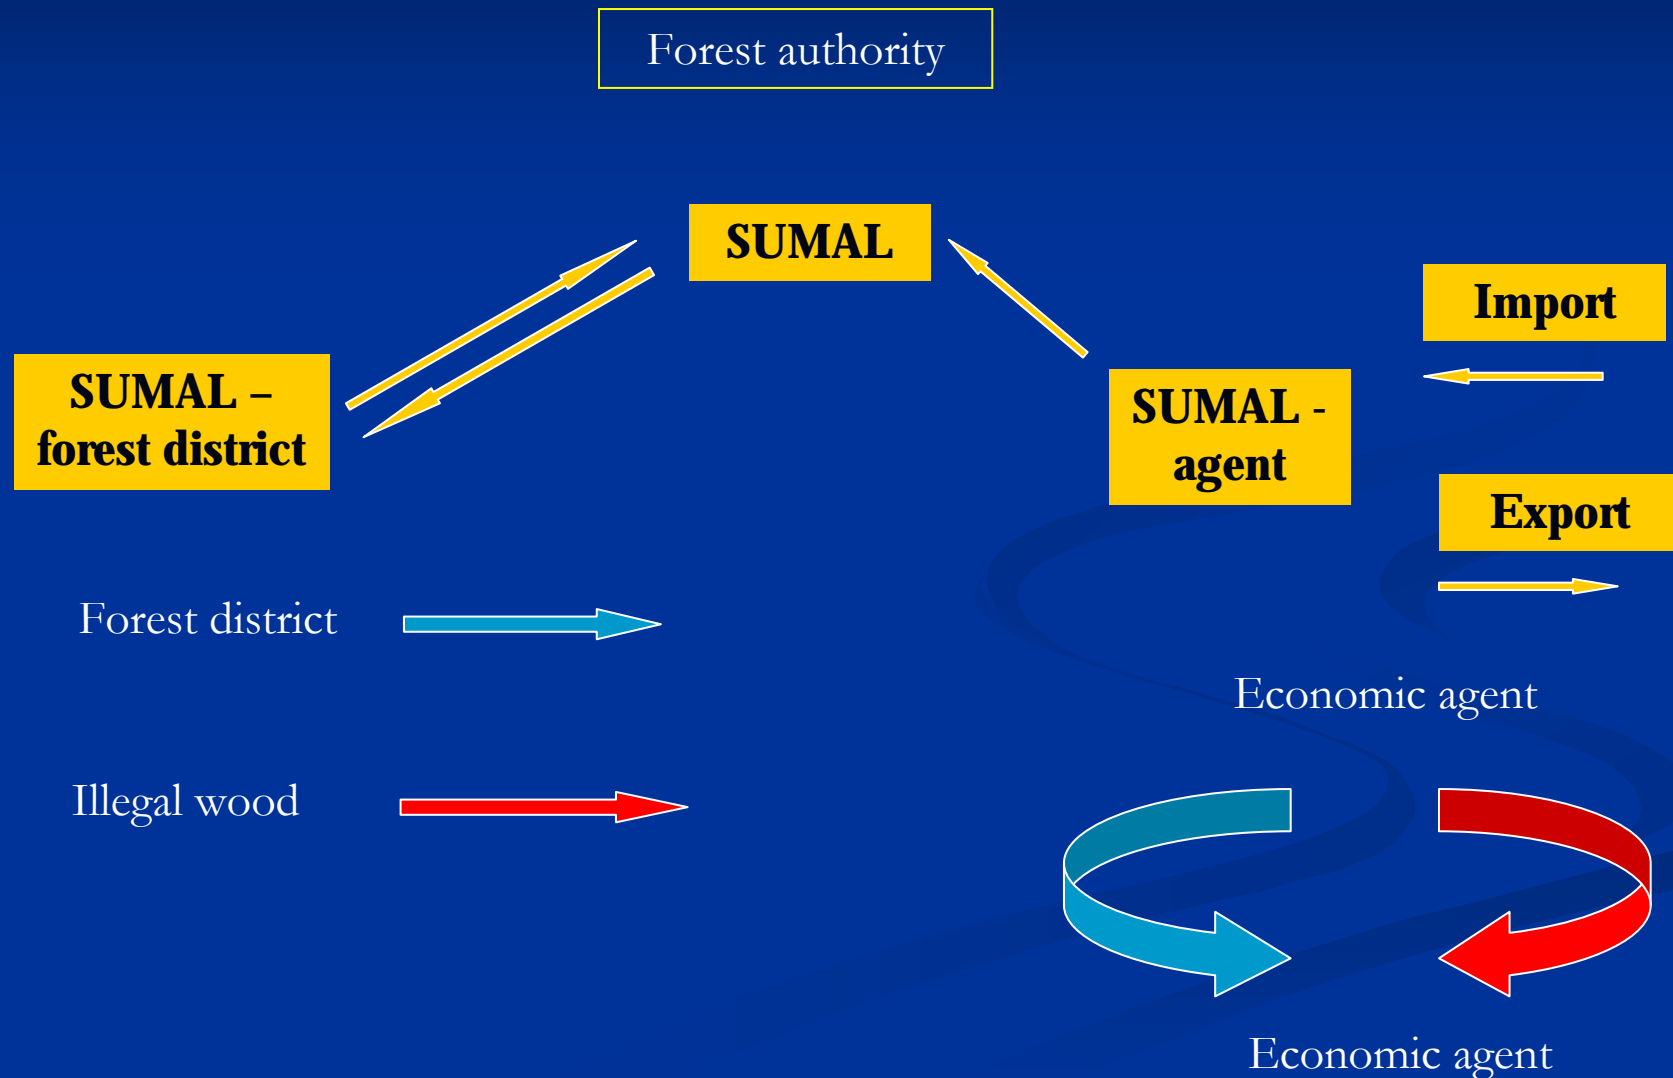 Forest authority
SUMAL
Import
SUMAL –
forest district
SUMAL -
agent
Export
Forest district
Economic agent
Illegal wood
Economic agent